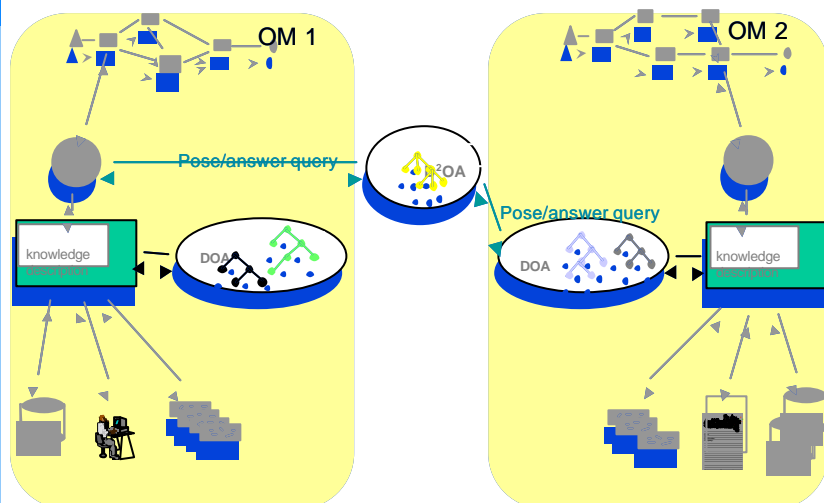 OM 1
OM 2
Pose/answer query
²OA
Pose/answer query
knowledge
description
DOA
DOA
knowledge
description